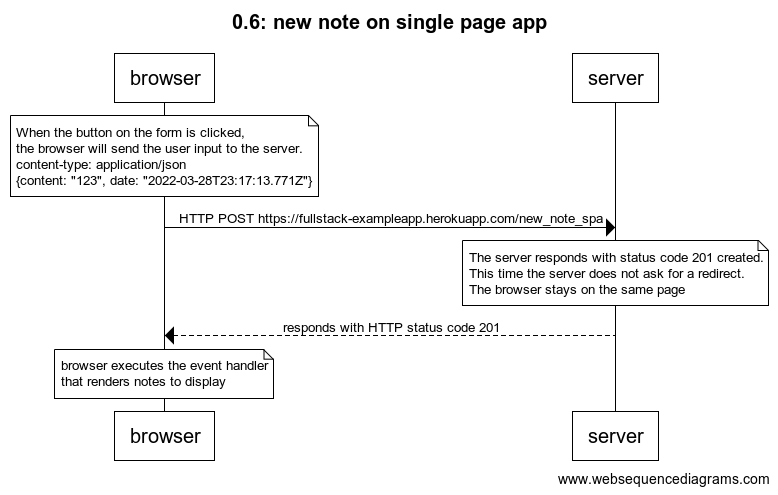 0.6: new note on single page app
browser
server
When the button on the form is clicked,
the browser will send the user input to the server.
content-type: application/json
{content: "123", date: "2022-03-28T23:17:13.771Z"}
HTTP POST https://fullstack-exampleapp.herokuapp.com/new_note_spa
The server responds with status code 201 created.
This time the server does not ask for a redirect.
The browser stays on the same page
responds with HTTP status code 201
browser executes the event handler
that renders notes to display
browser
server
www.websequencediagrams.com